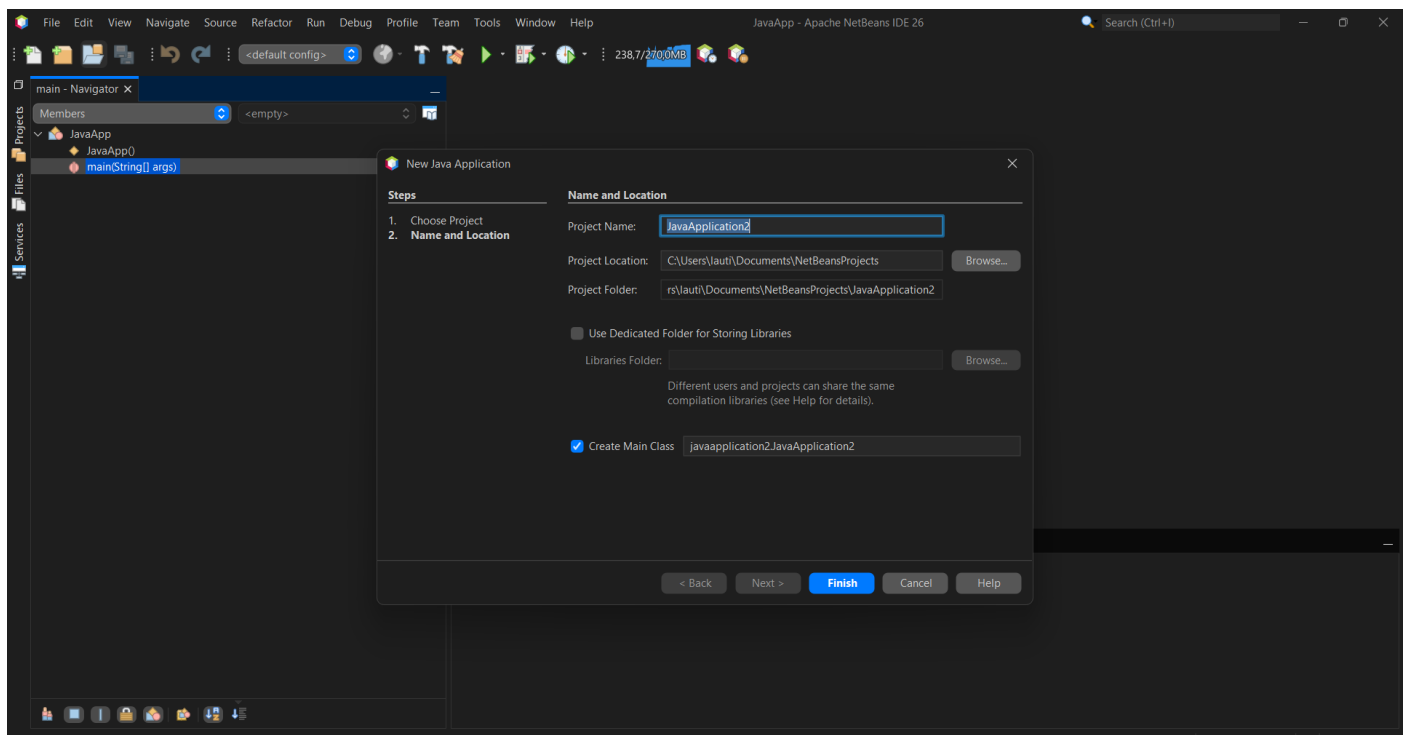 File Edit View Navigate Source Refactor Run Debug Profile Team Tools Window Help JavaApp - Apache NetBeans IDE 26 Search (Ctrl+I)
<default config> 238,7/270,0MB
main - Navigator
Members <empty>
Projects
Files
Services
JavaApp
JavaApp()
main(String[] args)
New Java Application
Steps
1. Choose Project
2. Name and Location
Name and Location
Project Name: JavaApplication2
Project Location: C:\Users\lauti\Documents\NetBeansProjects Browse...
Project Folder: rs\lauti\Documents\NetBeansProjects\JavaApplication2
Use Dedicated Folder for Storing Libraries
Libraries Folder: Browse...
Different users and projects can share the same
compilation libraries (see Help for details).
Create Main Class javaapplication2.JavaApplication2
< Back Next > Finish Cancel Help